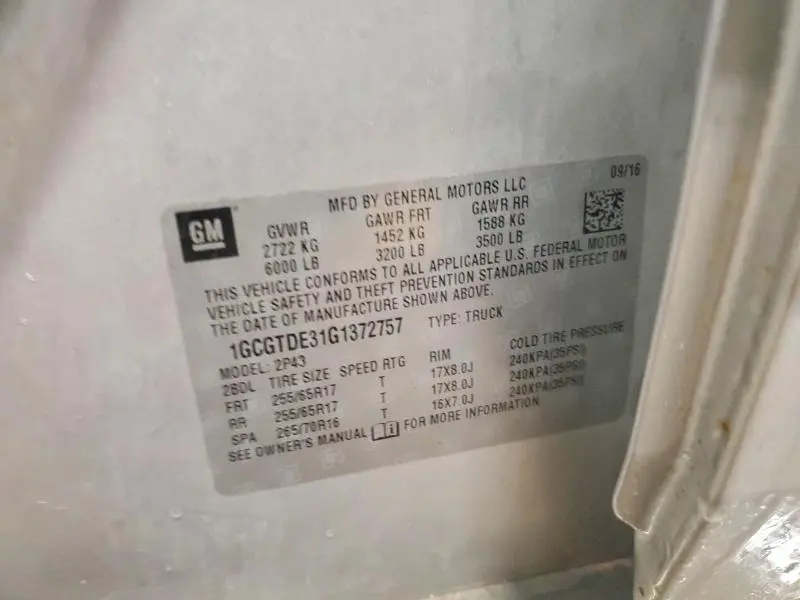 09/16
MFD BY GENERAL MOTORS LLC
GM
GVWR GAWR FRT GAWR RR
2722 KG 1452 KG 1588 KG
6000 LB 3200 LB 3500 LB
THIS VEHICLE CONFORMS TO ALL APPLICABLE U.S. FEDERAL MOTOR
VEHICLE SAFETY AND THEFT PREVENTION STANDARDS IN EFFECT ON
THE DATE OF MANUFACTURE SHOWN ABOVE.
1GCGTDE31G1372757 TYPE: TRUCK
MODEL: 2P43
2BDL TIRE SIZE SPEED RTG RIM COLD TIRE PRESSURE
FRT 255/65R17 T 17X8.0J 240KPA(35PSI)
RR 255/65R17 T 17X8.0J 240KPA(35PSI)
SPA 265/70R16 T 16X7.0J 240KPA(35PSI)
SEE OWNER'S MANUAL i FOR MORE INFORMATION